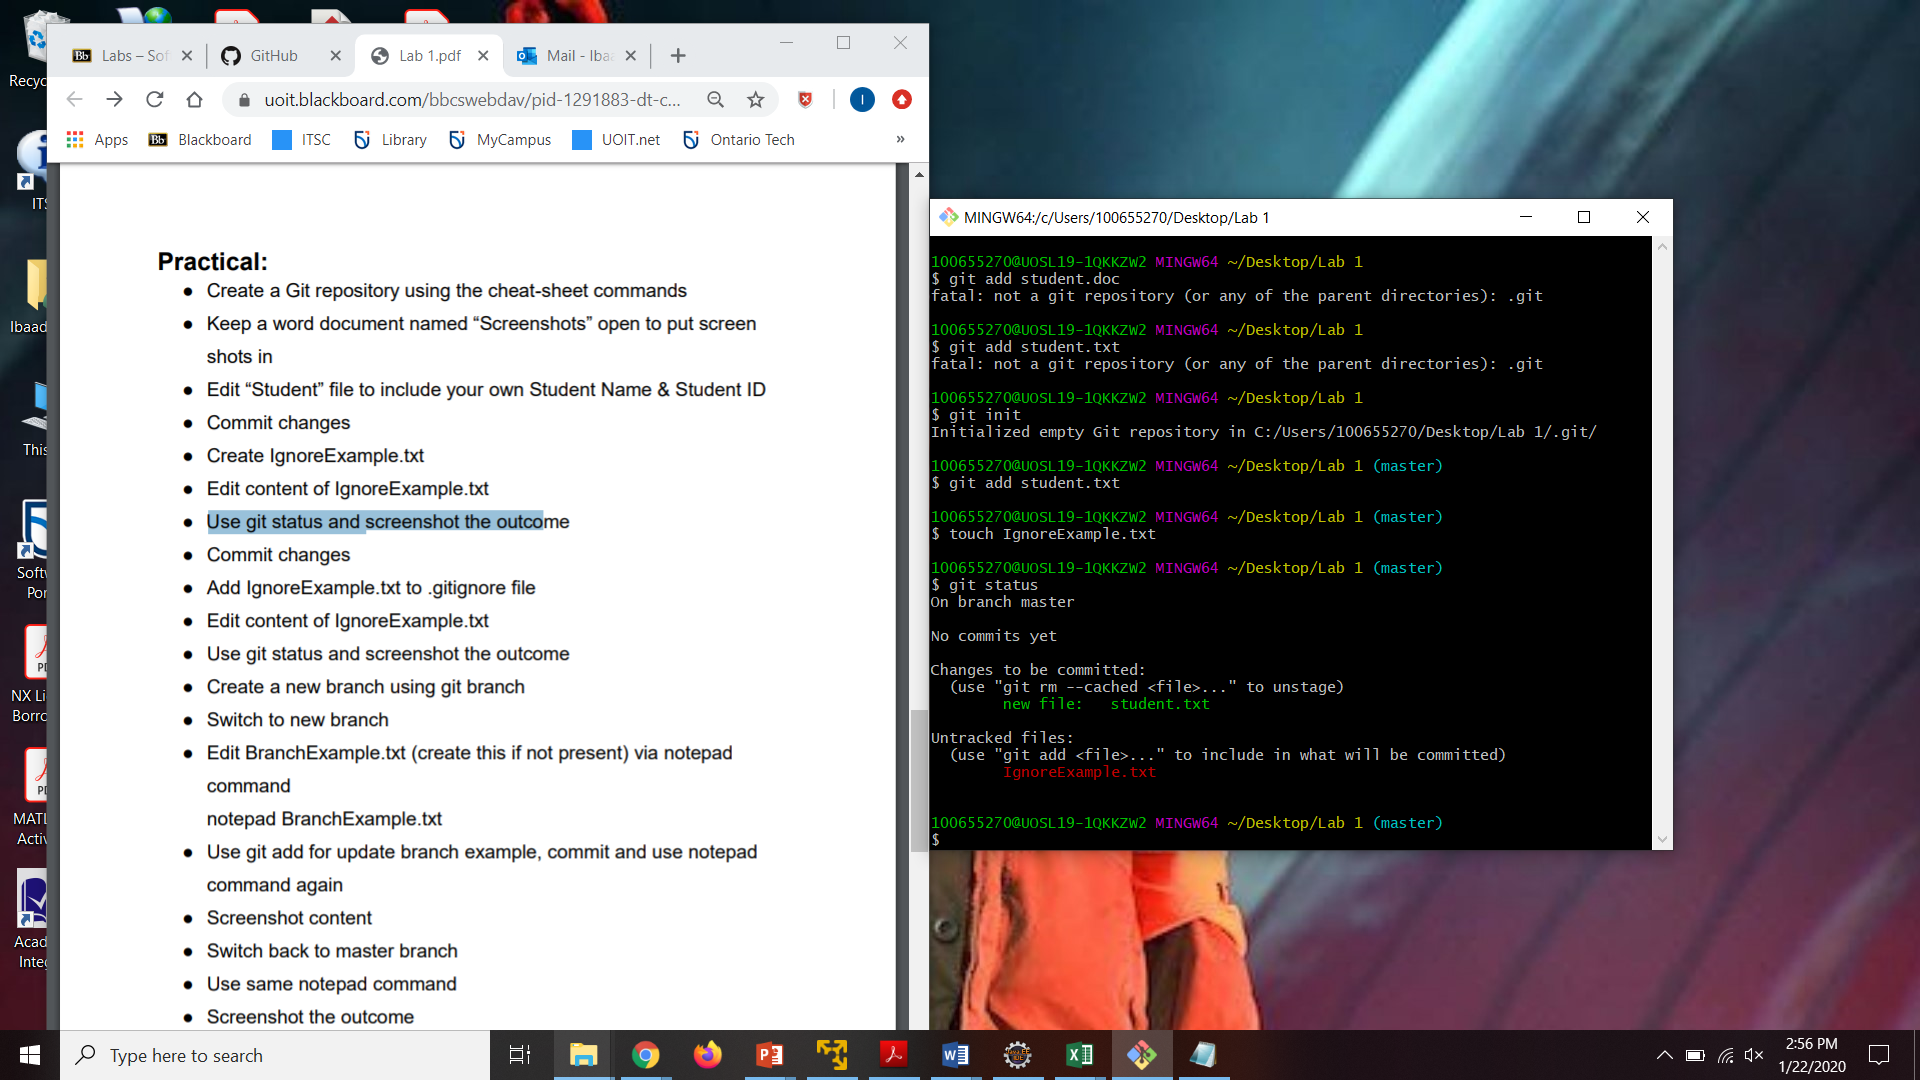 Recyc
ITS
Ibaad
This
Softw
Por
NX Li
Borro
MATL
Activ
Acad
Integ
Labs – Sof
GitHub
Lab 1.pdf
Mail - Ibaa
uoit.blackboard.com/bbcswebdav/pid-1291883-dt-c...
I
Apps
Bb Blackboard
ITSC
Library
MyCampus
UOIT.net
Ontario Tech
»
Practical:
● Create a Git repository using the cheat-sheet commands
● Keep a word document named “Screenshots” open to put screen
shots in
● Edit “Student” file to include your own Student Name & Student ID
● Commit changes
● Create IgnoreExample.txt
● Edit content of IgnoreExample.txt
● Use git status and screenshot the outcome
● Commit changes
● Add IgnoreExample.txt to .gitignore file
● Edit content of IgnoreExample.txt
● Use git status and screenshot the outcome
● Create a new branch using git branch
● Switch to new branch
● Edit BranchExample.txt (create this if not present) via notepad
command
notepad BranchExample.txt
● Use git add for update branch example, commit and use notepad
command again
● Screenshot content
● Switch back to master branch
● Use same notepad command
● Screenshot the outcome
MINGW64:/c/Users/100655270/Desktop/Lab 1
100655270@UOSL19-1QKKZW2 MINGW64 ~/Desktop/Lab 1
$ git add student.doc
fatal: not a git repository (or any of the parent directories): .git
100655270@UOSL19-1QKKZW2 MINGW64 ~/Desktop/Lab 1
$ git add student.txt
fatal: not a git repository (or any of the parent directories): .git
100655270@UOSL19-1QKKZW2 MINGW64 ~/Desktop/Lab 1
$ git init
Initialized empty Git repository in C:/Users/100655270/Desktop/Lab 1/.git/
100655270@UOSL19-1QKKZW2 MINGW64 ~/Desktop/Lab 1 (master)
$ git add student.txt
100655270@UOSL19-1QKKZW2 MINGW64 ~/Desktop/Lab 1 (master)
$ touch IgnoreExample.txt
100655270@UOSL19-1QKKZW2 MINGW64 ~/Desktop/Lab 1 (master)
$ git status
On branch master
No commits yet
Changes to be committed:
(use "git rm --cached <file>..." to unstage)
new file: student.txt
Untracked files:
(use "git add <file>..." to include in what will be committed)
IgnoreExample.txt
100655270@UOSL19-1QKKZW2 MINGW64 ~/Desktop/Lab 1 (master)
$
Type here to search
2:56 PM
1/22/2020